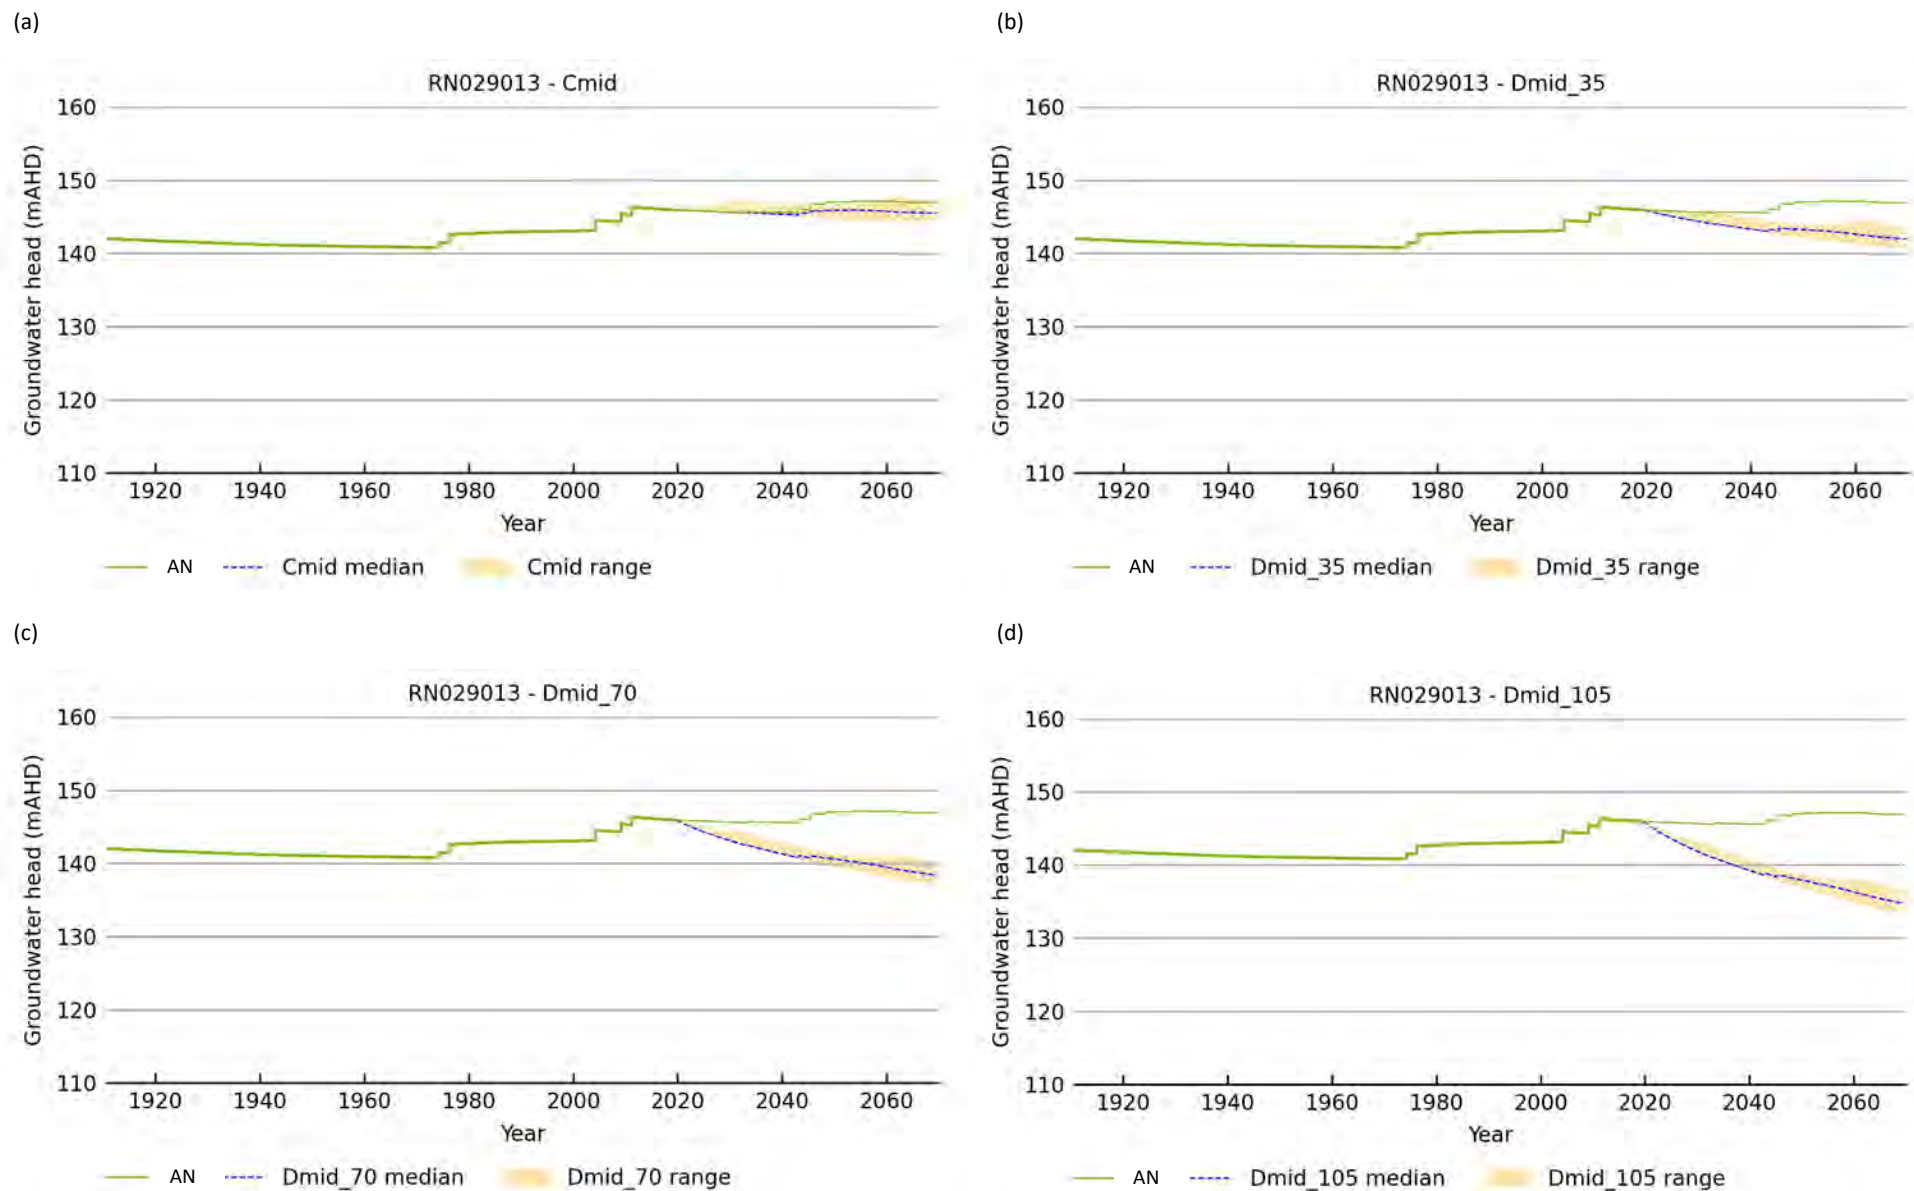 (a)
RN029013 - Cmid
Groundwater head (mAHD)
160
150
140
130
120
110
1920 1940 1960 1980 2000 2020 2040 2060
Year
AN Cmid median Cmid range
(b)
RN029013 - Dmid_35
Groundwater head (mAHD)
160
150
140
130
120
110
1920 1940 1960 1980 2000 2020 2040 2060
Year
AN Dmid_35 median Dmid_35 range
(c)
RN029013 - Dmid_70
Groundwater head (mAHD)
160
150
140
130
120
110
1920 1940 1960 1980 2000 2020 2040 2060
Year
AN Dmid_70 median Dmid_70 range
(d)
RN029013 - Dmid_105
Groundwater head (mAHD)
160
150
140
130
120
110
1920 1940 1960 1980 2000 2020 2040 2060
Year
AN Dmid_105 median Dmid_105 range